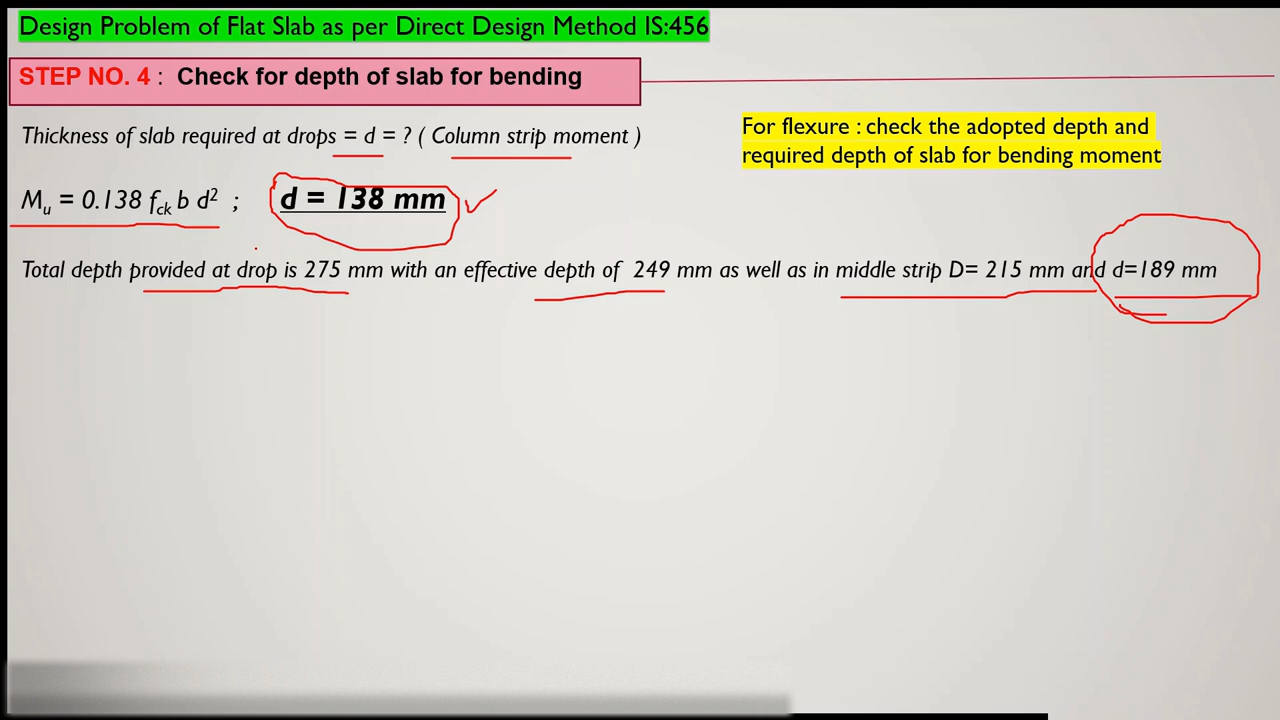 Design Problem of Flat Slab as per Direct Design Method IS:456
STEP NO. 4 : Check for depth of slab for bending
Thickness of slab required at drops = d = ? ( Column strip moment )
For flexure : check the adopted depth and
required depth of slab for bending moment
Mu = 0.138 fck b d² ; d = 138 mm
Total depth provided at drop is 275 mm with an effective depth of 249 mm as well as in middle strip D= 215 mm and d=189 mm